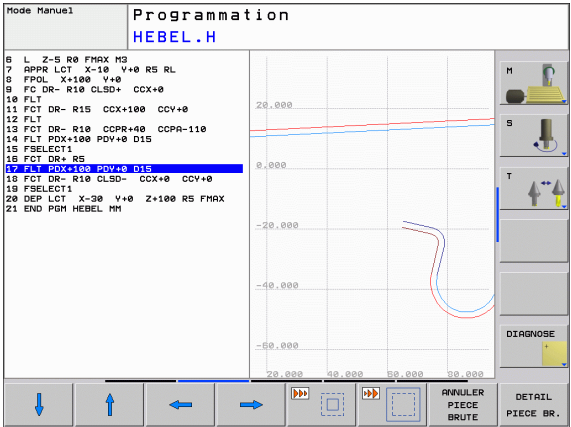 Mode Manuel
Programmation
HEBEL.H
6 L Z-5 R0 FMAX M3
7 APPR LCT X-10 Y+0 R5 RL
8 FPOL X+100 Y+0
9 FC DR- R10 CLSD+ CCX+0
10 FLT
11 FCT DR- R15 CCX+100 CCY+0
12 FLT
13 FCT DR- R10 CCPR+40 CCPA-110
14 FLT PDX+100 PDY+0 D15
15 FSELECT1
16 FCT DR+ R5
17 FLT PDX+100 PDY+0 D15
18 FCT DR- R10 CLSD- CCX+0 CCY+0
19 FSELECT1
20 DEP LCT X-30 Y+0 Z+100 R5 FMAX
21 END PGM HEBEL MM
20.000
0.000
-20.000
-40.000
-60.000
20.000 40.000 60.000 80.000
M
S
T
DIAGNOSE
ANNULER
PIECE
BRUTE
DETAIL
PIECE BR.